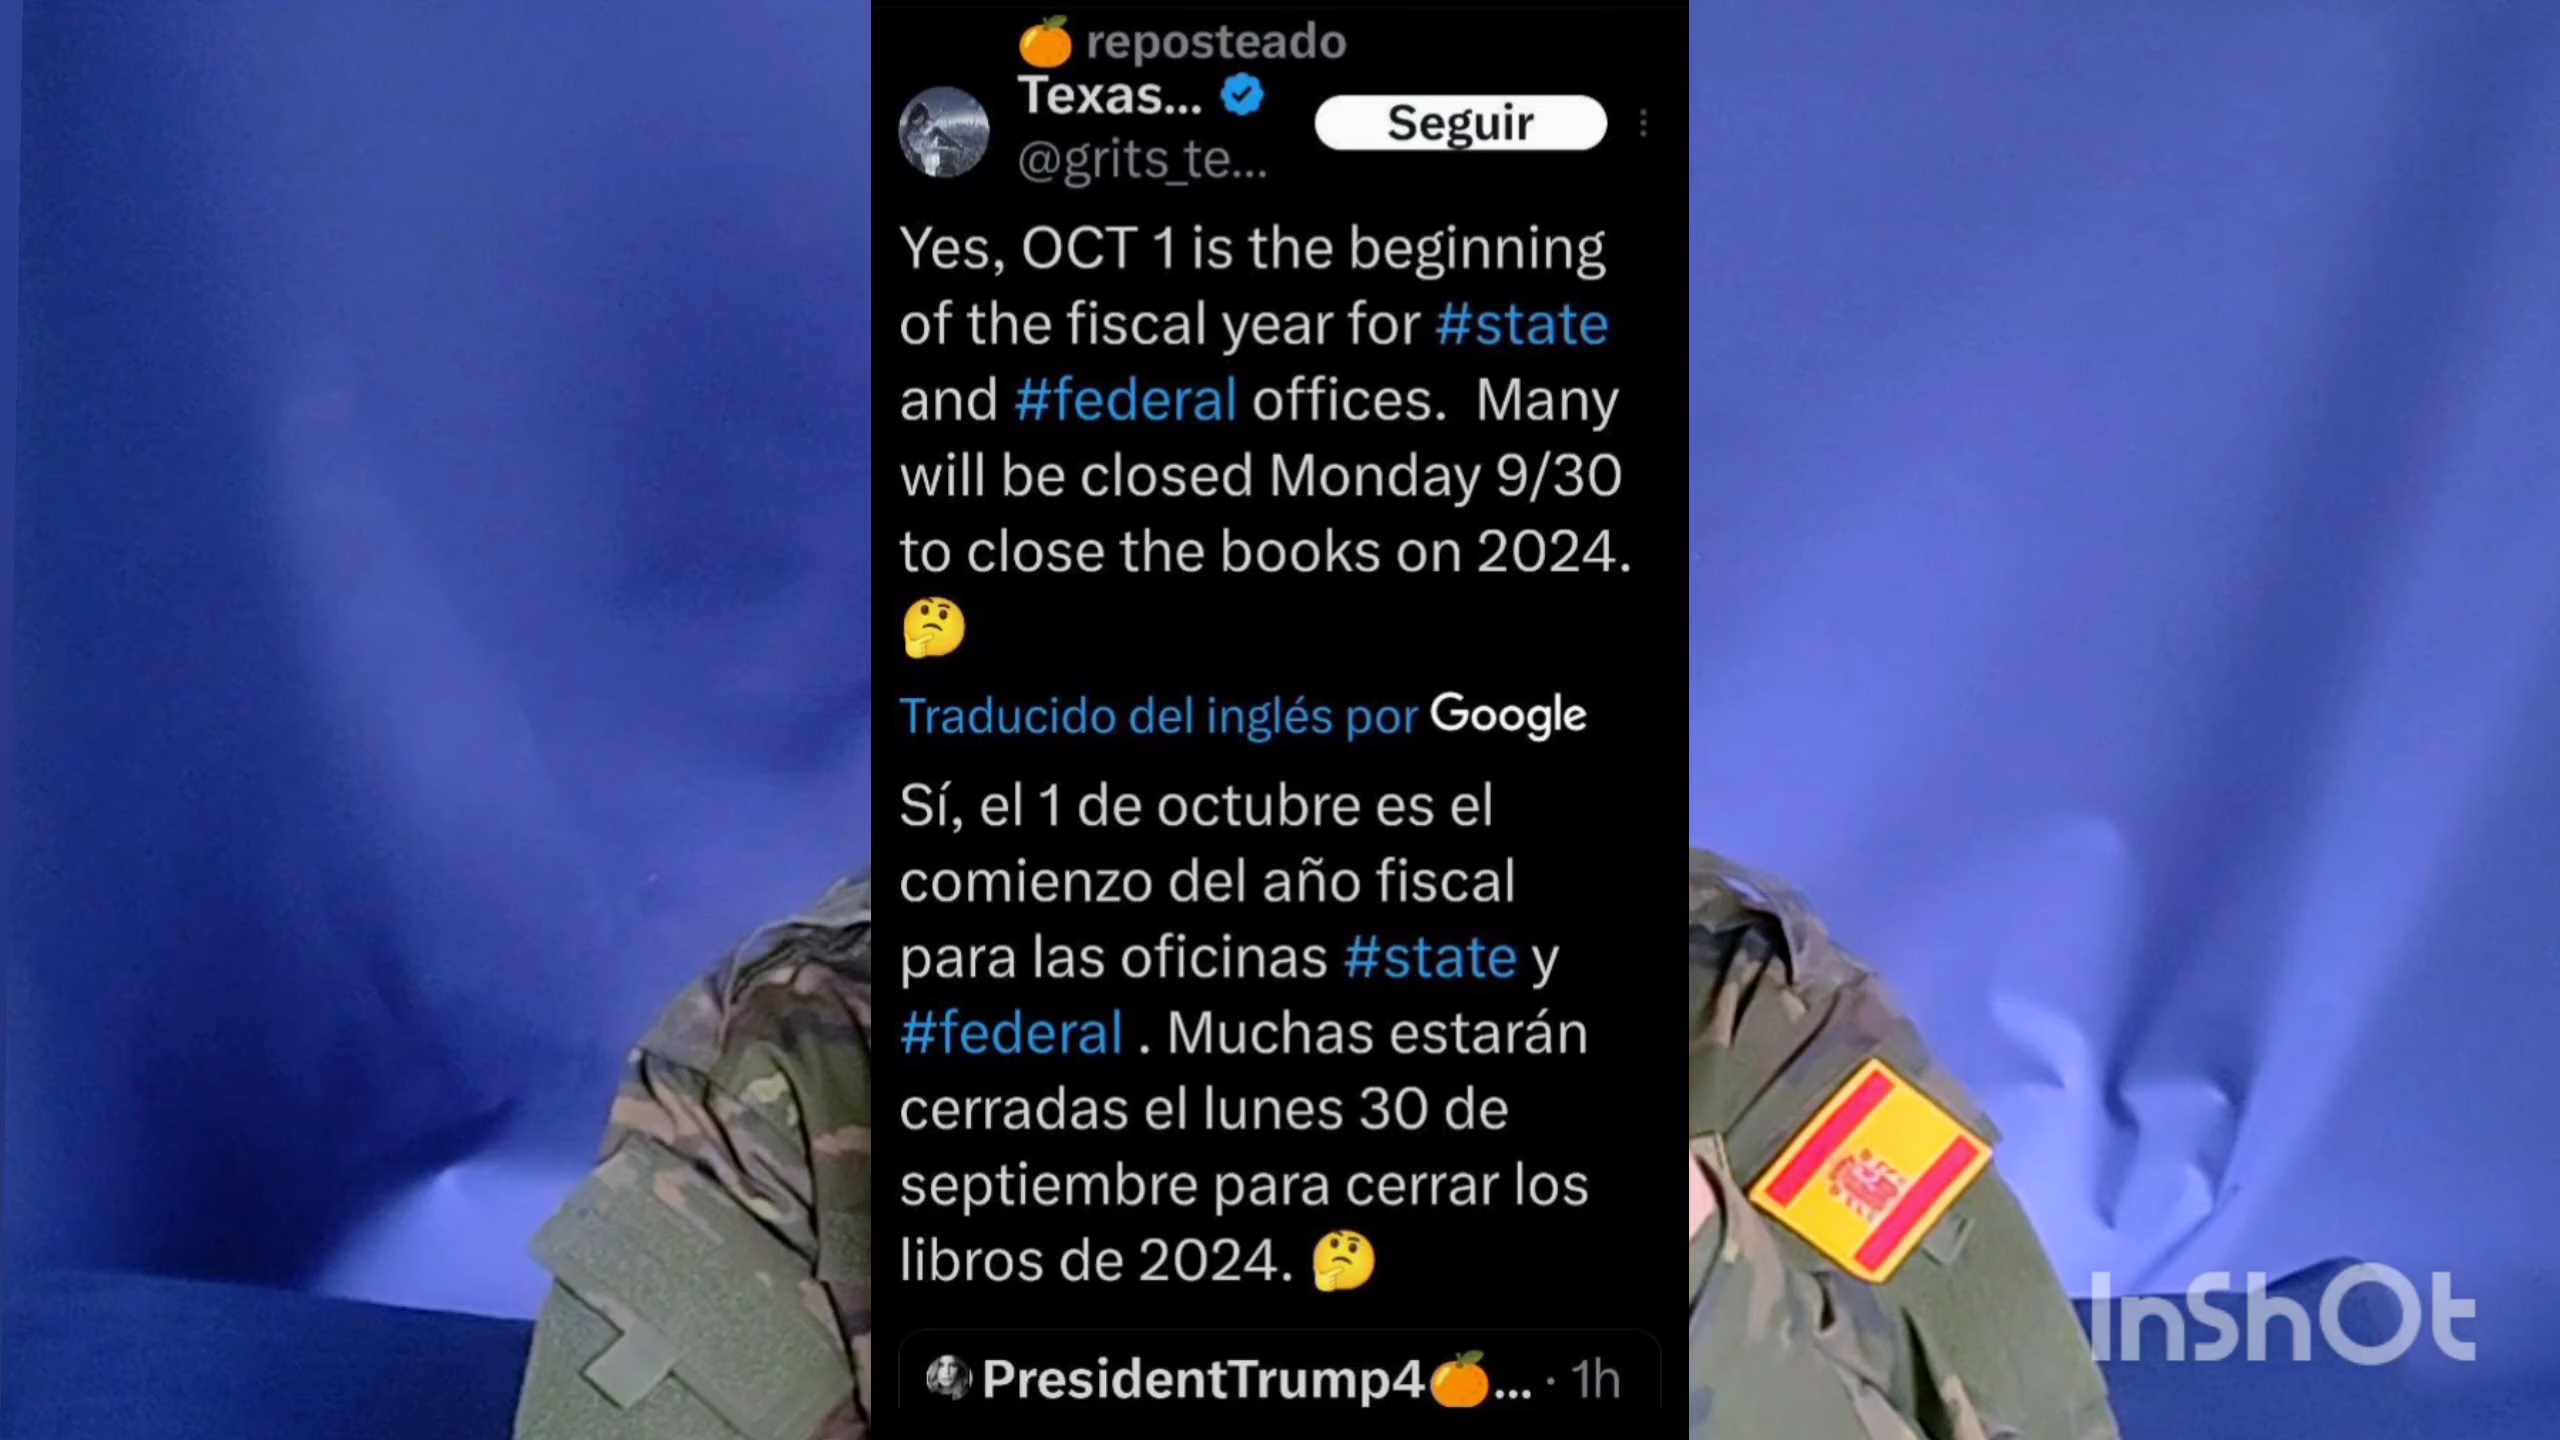 🍊 reposteado
Texas...
@grits_te...
Seguir
Yes, OCT 1 is the beginning
of the fiscal year for #state
and #federal offices. Many
will be closed Monday 9/30
to close the books on 2024.
🤔
Traducido del inglés por Google
Sí, el 1 de octubre es el
comienzo del año fiscal
para las oficinas #state y
#federal . Muchas estarán
cerradas el lunes 30 de
septiembre para cerrar los
libros de 2024. 🤔
PresidentTrump4🍊... · 1h
InShOt